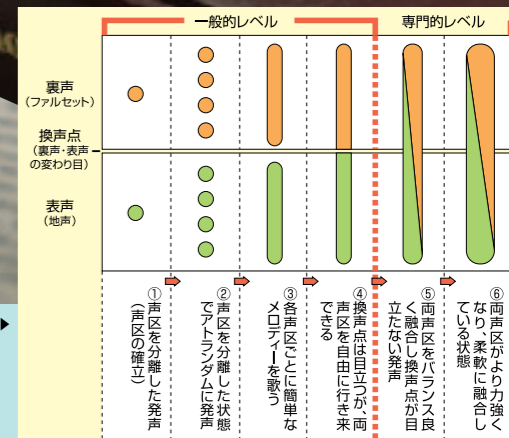 一般的レベル
専門的レベル
裏声
(ファルセット)
換声点
(裏声・表声
の変わり目)
表声
(地声)
①声区を分離した発声
(声区の確立)
②声区を分離した状態
でアトランダムに発声
③各声区ごとに簡単な
メロディーを歌う
④換声点は目立つが、両
声区を自由に行き来
できる
⑤両声区をバランス良
く融合し換声点が目
立たない発声
⑥両声区がより力強く
なり、柔軟に融合し
ている状態